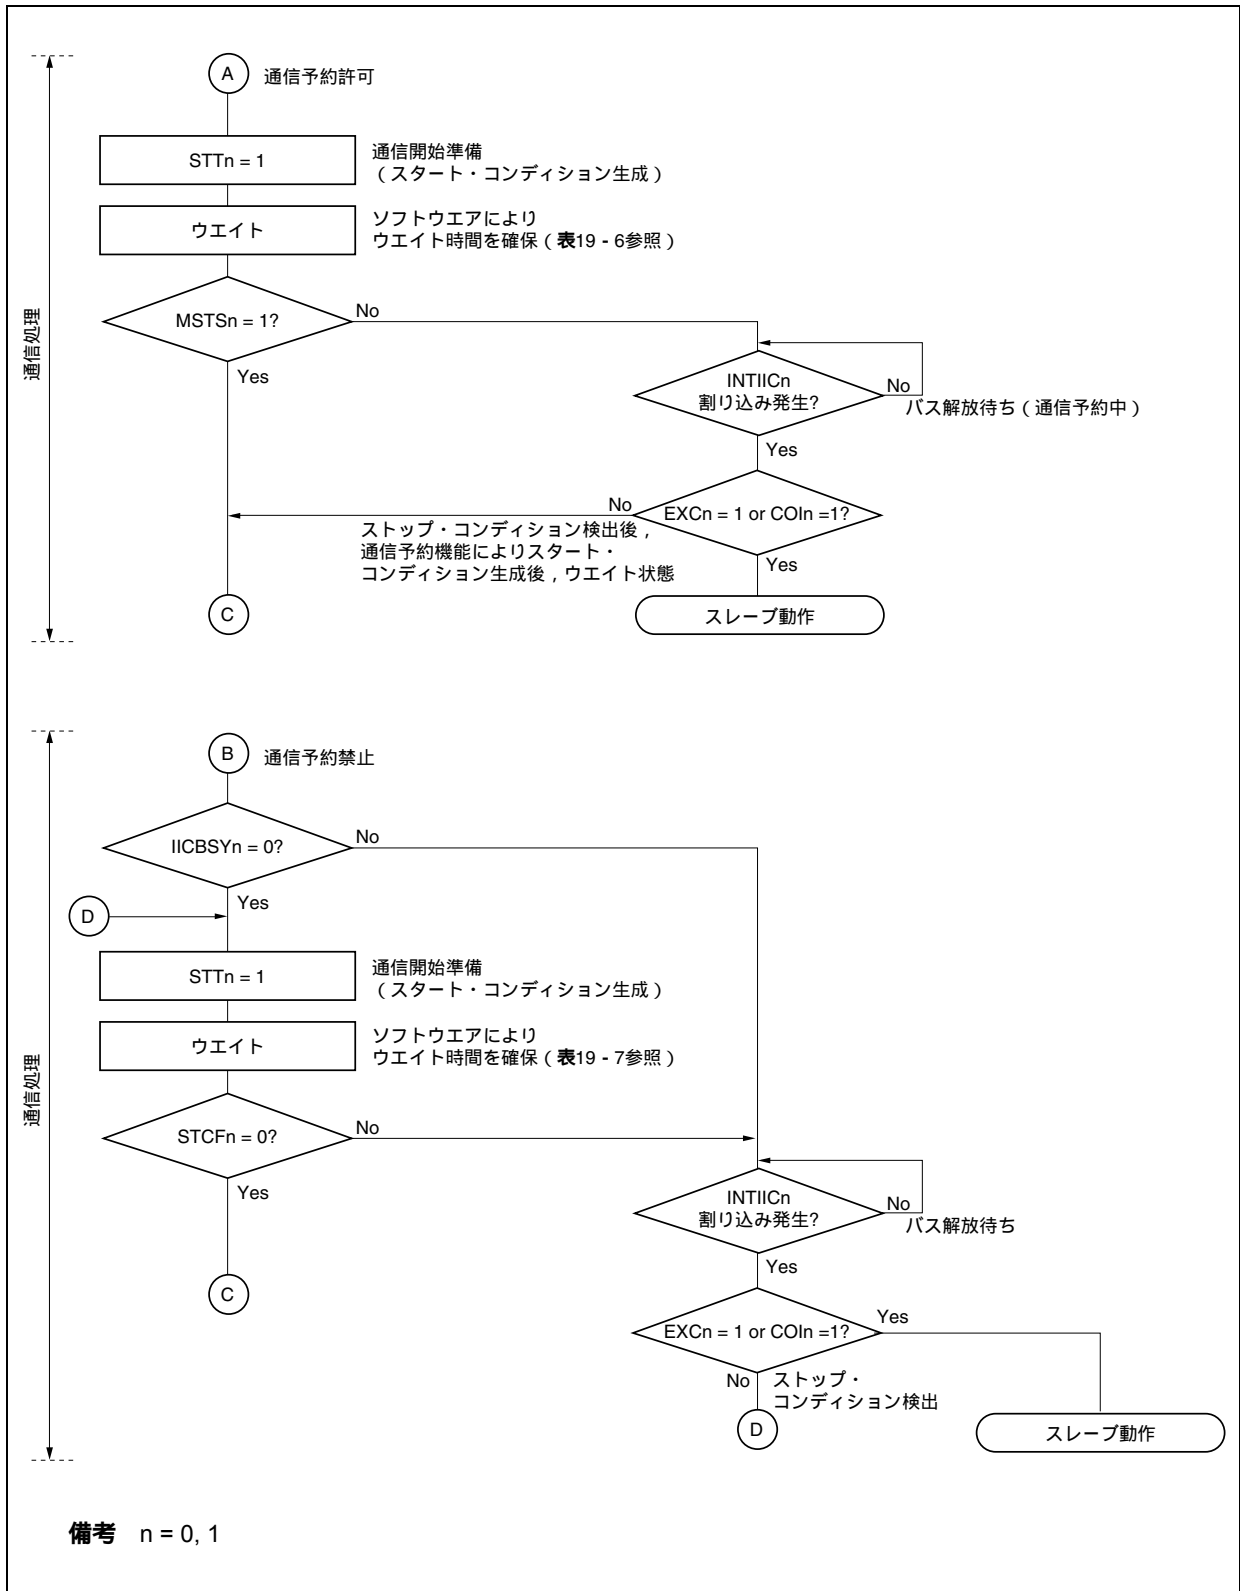 A 通信予約許可
STTn = 1
通信開始準備
（スタート・コンディション生成）
ウエイト
ソフトウエアにより
ウエイト時間を確保（表19 - 6参照）
MSTSn = 1?
No
Yes
通信処理
INTIICn
割り込み発生?
No
バス解放待ち（通信予約中）
Yes
EXCn = 1 or COIn =1?
No
ストップ・コンディション検出後，
通信予約機能によりスタート・
コンディション生成後，ウエイト状態
Yes
C
スレーブ動作
B 通信予約禁止
IICBSYn = 0?
No
Yes
D
STTn = 1
通信開始準備
（スタート・コンディション生成）
ウエイト
ソフトウエアにより
ウエイト時間を確保（表19 - 7参照）
通信処理
STCFn = 0?
No
Yes
INTIICn
割り込み発生?
No
バス解放待ち
Yes
C
EXCn = 1 or COIn =1?
Yes
No
ストップ・
コンディション検出
D
スレーブ動作
備考 n = 0, 1